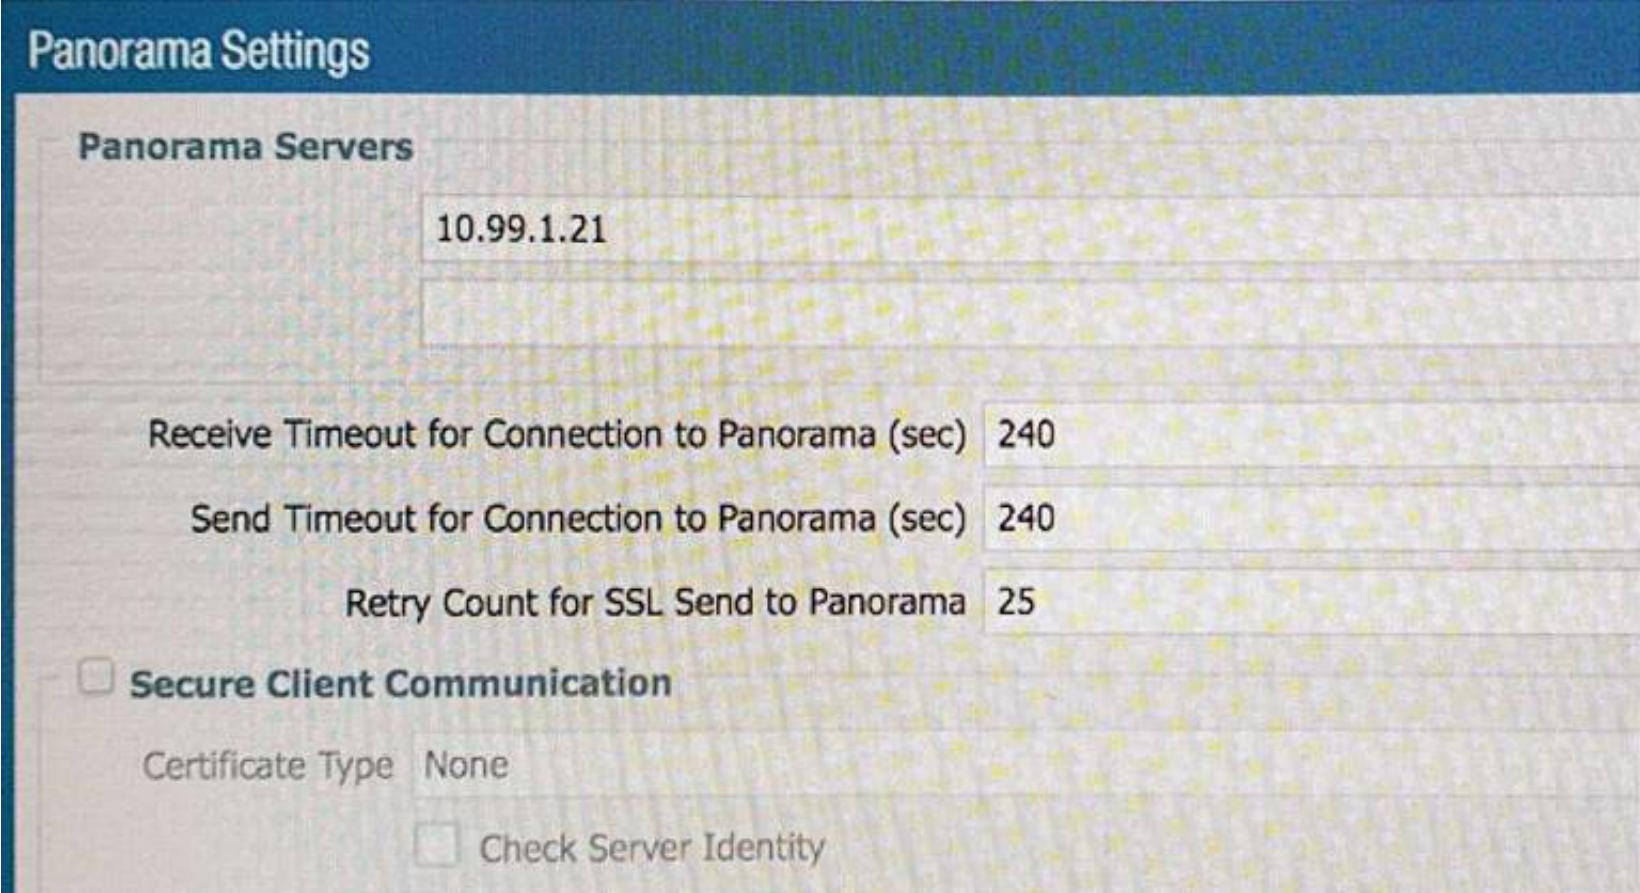 Panorama Settings
Panorama Servers
10.99.1.21
Receive Timeout for Connection to Panorama (sec) 240
Send Timeout for Connection to Panorama (sec) 240
Retry Count for SSL Send to Panorama 25
Secure Client Communication
Certificate Type None
Check Server Identity